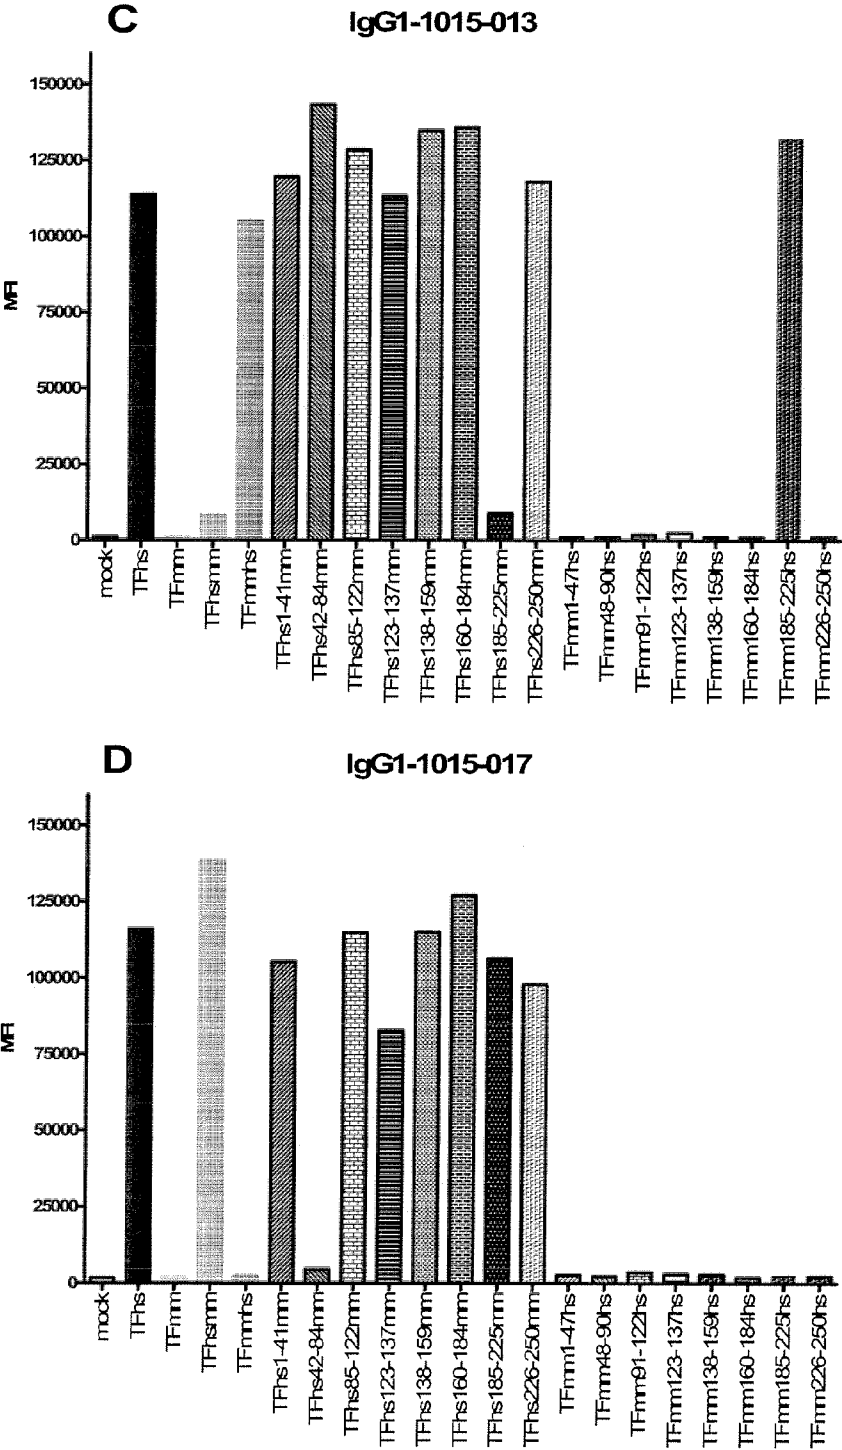 C
IgG1-1015-013
MFI
150000
125000
100000
75000
50000
25000
0
mock
TFhs
TFmm
TFhsmm
TFmmhs
TFhs1-41mm
TFhs42-84mm
TFhs85-122mm
TFhs123-137mm
TFhs138-159mm
TFhs160-184mm
TFhs185-225mm
TFhs226-250mm
TFmm1-47hs
TFmm48-90hs
TFmm91-122hs
TFmm123-137hs
TFmm138-159hs
TFmm160-184hs
TFmm185-225hs
TFmm226-250hs
D
IgG1-1015-017
MFI
150000
125000
100000
75000
50000
25000
0
mock
TFhs
TFmm
TFhsmm
TFmmhs
TFhs1-41mm
TFhs42-84mm
TFhs85-122mm
TFhs123-137mm
TFhs138-159mm
TFhs160-184mm
TFhs185-225mm
TFhs226-250mm
TFmm1-47hs
TFmm48-90hs
TFmm91-122hs
TFmm123-137hs
TFmm138-159hs
TFmm160-184hs
TFmm185-225hs
TFmm226-250hs